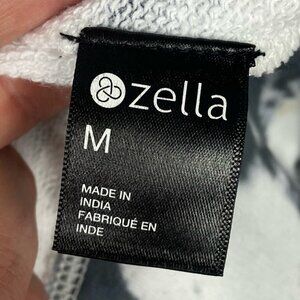 zella
M
MADE IN
INDIA
FABRIQUÉ EN
INDE